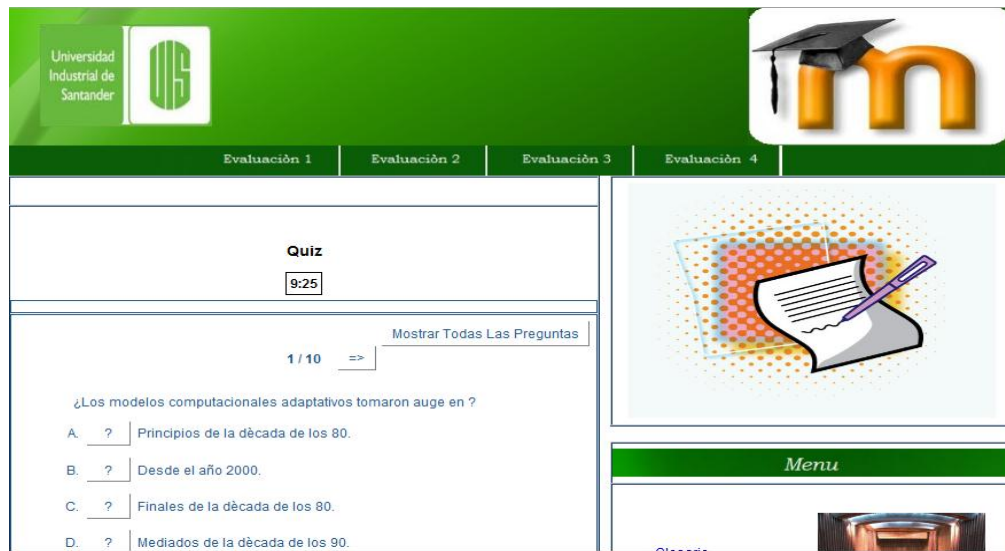 Universidad
Industrial de
Santander
UIS
m
Evaluaciòn 1
Evaluaciòn 2
Evaluaciòn 3
Evaluaciòn 4
Quiz
9:25
Mostrar Todas Las Preguntas
1 / 10 =>
¿Los modelos computacionales adaptativos tomaron auge en ?
A. ? Principios de la dècada de los 80.
B. ? Desde el año 2000.
C. ? Finales de la dècada de los 80.
D. ? Mediados de la dècada de los 90.
Menu